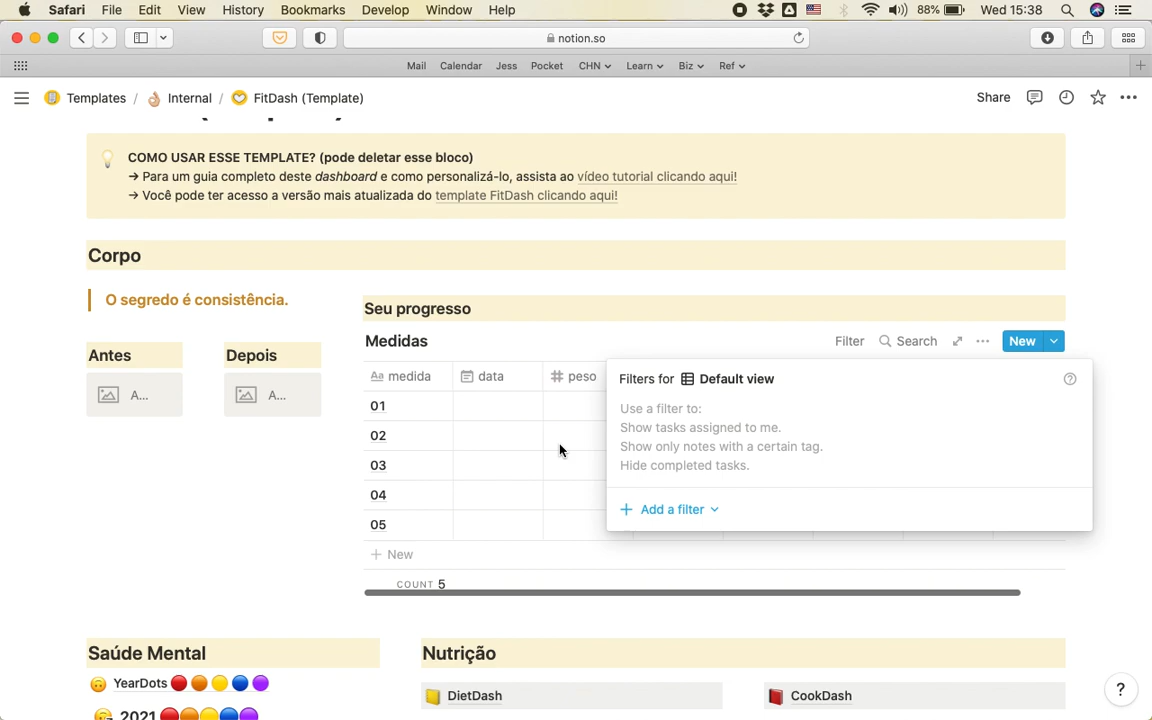 Safari File Edit View History Bookmarks Develop Window Help 88% Wed 15:38
notion.so
Mail Calendar Jess Pocket CHN Learn Biz Ref
Templates / Internal / FitDash (Template) Share
COMO USAR ESSE TEMPLATE? (pode deletar esse bloco)
→ Para um guia completo deste dashboard e como personalizá-lo, assista ao vídeo tutorial clicando aqui!
→ Você pode ter acesso a versão mais atualizada do template FitDash clicando aqui!
Corpo
O segredo é consistência.
Antes Depois
A... A...
Seu progresso
Medidas Filter Search New
Aa medida data # peso
01
02
03
04
05
+ New
COUNT 5
Filters for Default view
Use a filter to:
Show tasks assigned to me.
Show only notes with a certain tag.
Hide completed tasks.
+ Add a filter
Saúde Mental
YearDots
2021
Nutrição
DietDash CookDash
?